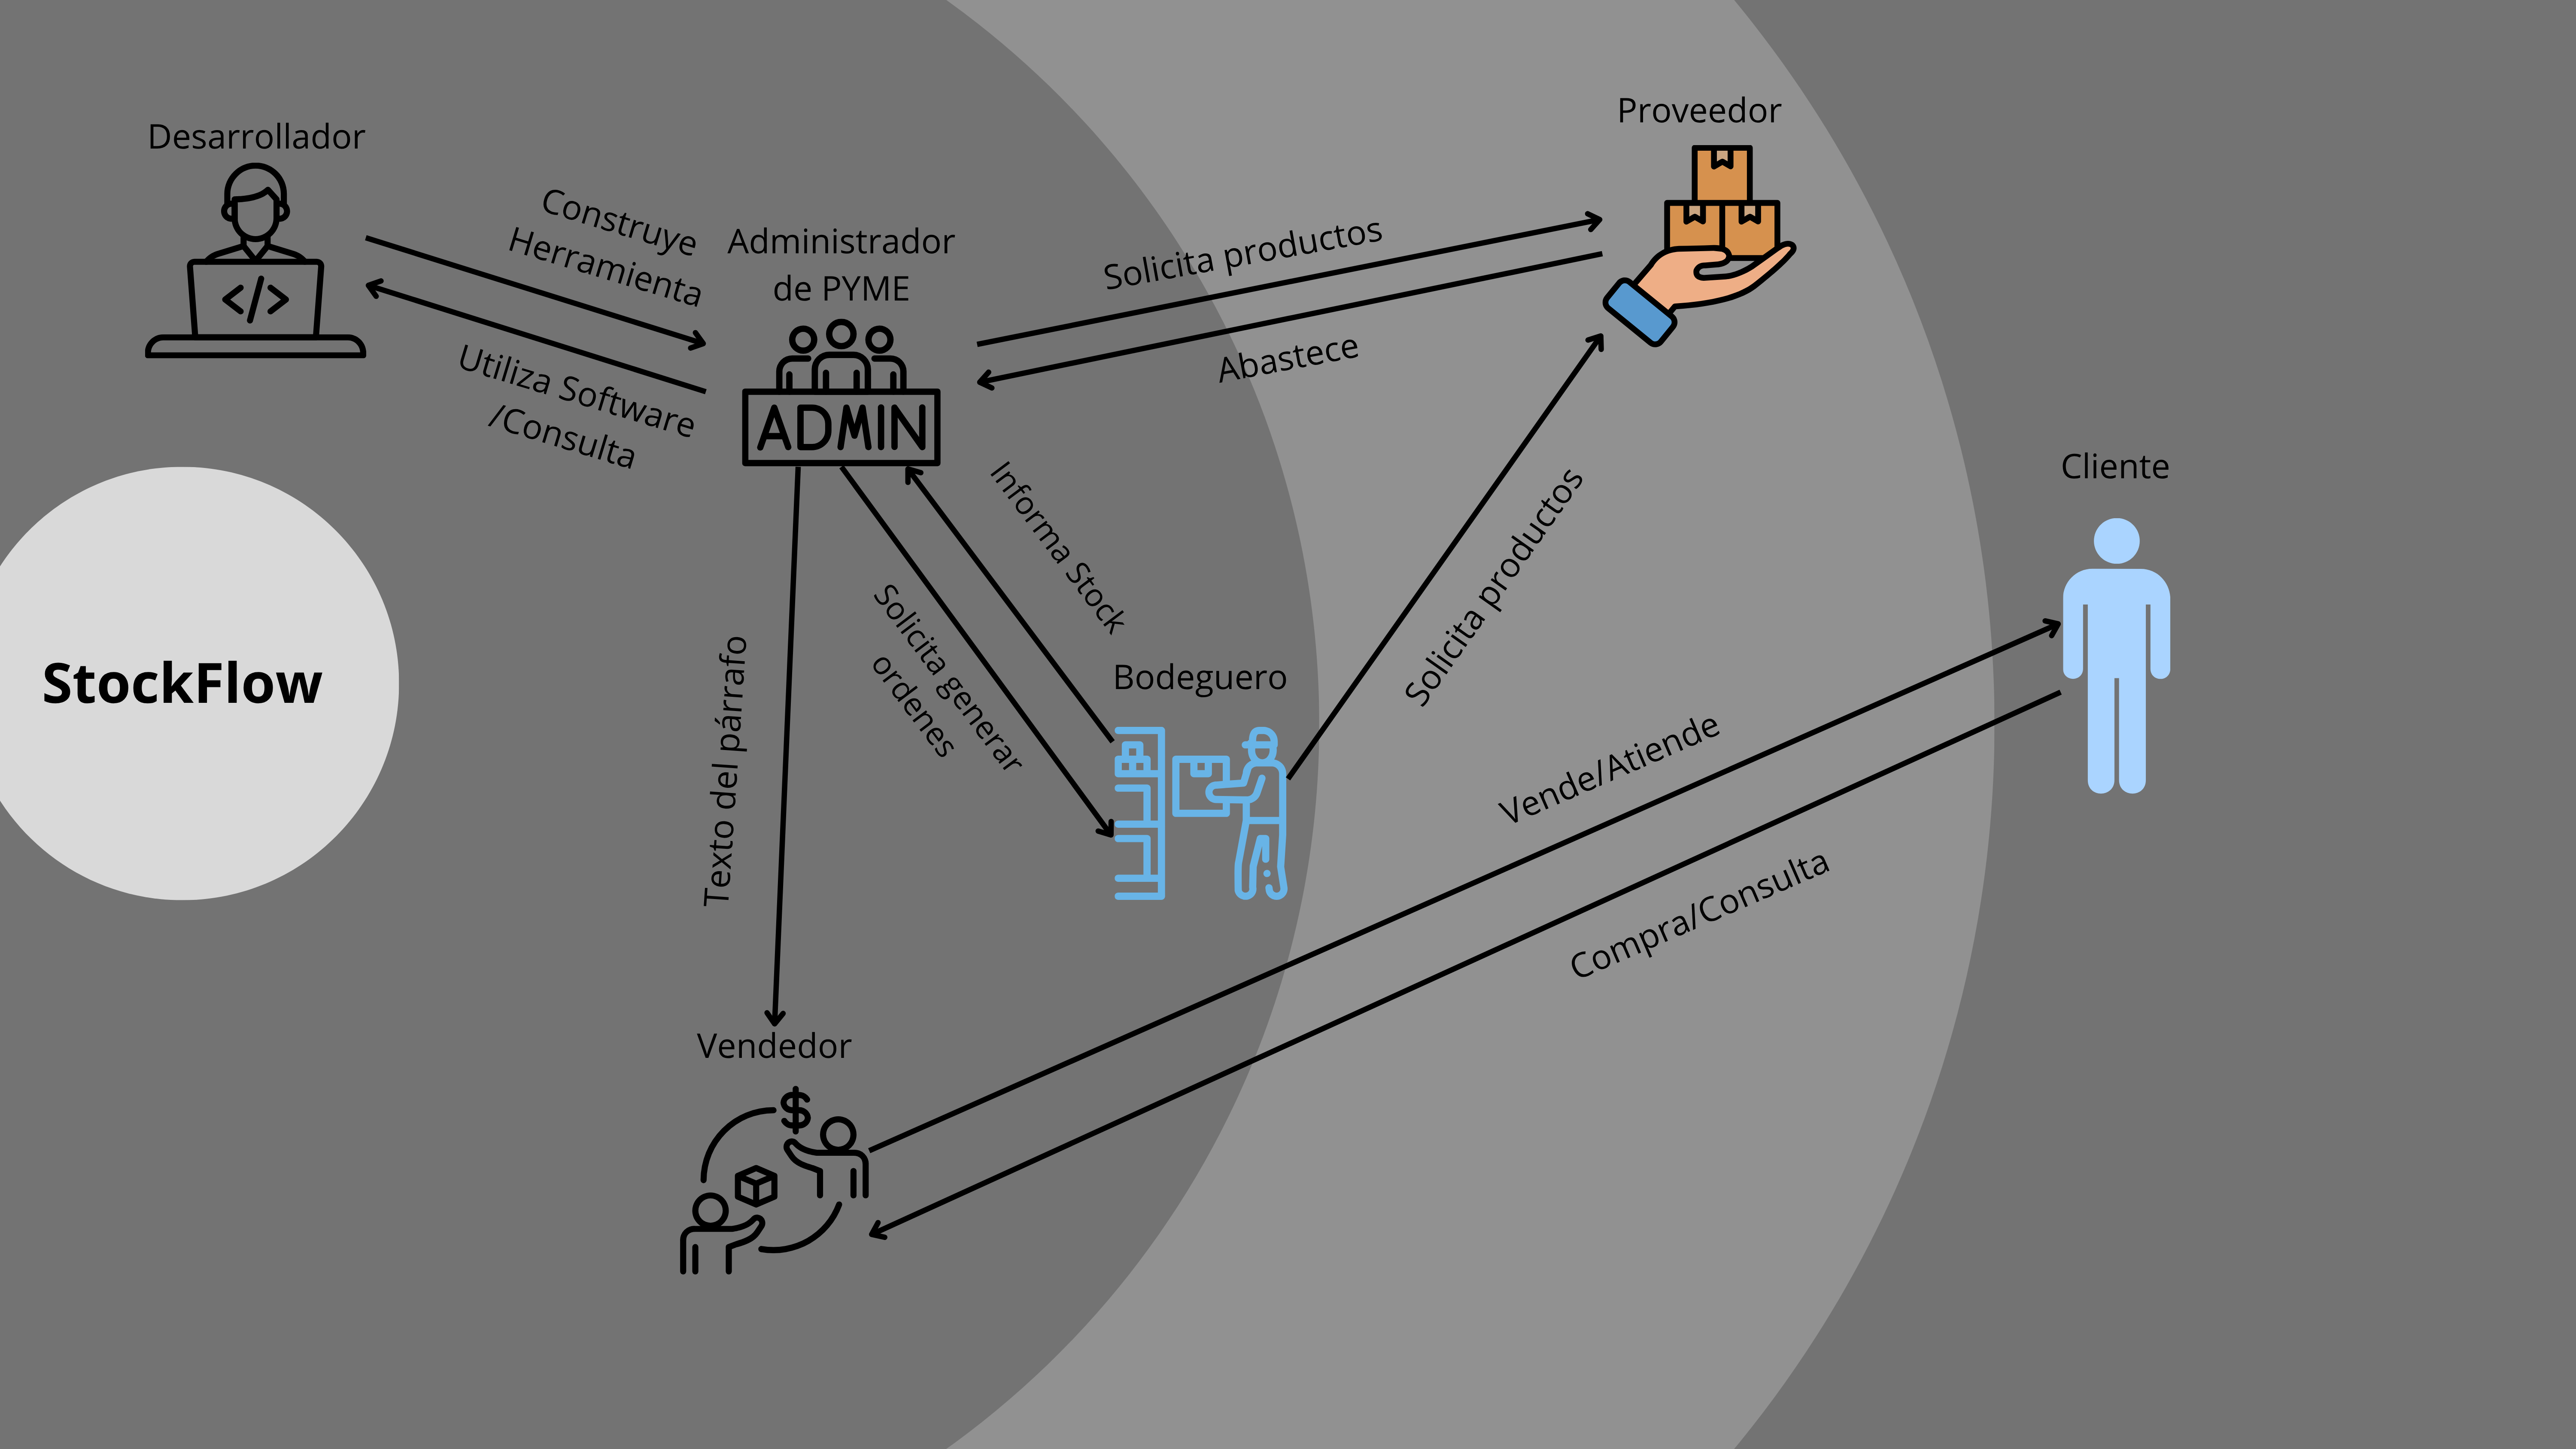 Desarrollador
Construye
Herramienta
Utiliza Software
/Consulta
Administrador
de PYME
ADMIN
Solicita productos
Abastece
Proveedor
Informa Stock
Solicita generar
ordenes
Solicita productos
Cliente
StockFlow
Texto del párrafo
Bodeguero
Vende/Atiende
Compra/Consulta
Vendedor
$